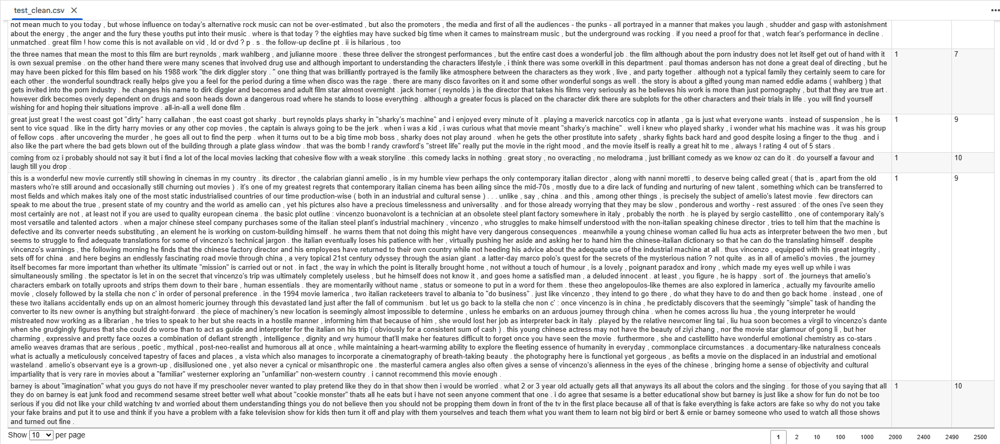 test_clean.csv
not mean much to you today , but whose influence on today's alternative rock music can not be over-estimated , but also the promoters , the media and first of all the audiences - the punks - all portrayed in a manner that makes you laugh , shudder and gasp with astonishment
about the energy , the anger and the fury these youths put into their music . where is that today ? the eighties may have sucked big time when it cames to mainstream music , but the underground was rocking . if you need a proof for that , watch fear's performance in decline .
unmatched . great film ! how come this is not available on vid , ld or dvd ? p . s . the follow-up decline pt . ii is hilarious , too
the three names that mean the most to this film are burt reynolds , mark wahlberg , and julianne moore . these three deliver the strongest performances , but the entire cast does a wonderful job . the film although about the porn industry does not let itself get out of hand with it 1 7
is own sexual premise . on the other hand there were many scenes that involved drug use and although important to understanding the characters lifestyle , i think there was some overkill in this department . paul thomas anderson has not done a great deal of directing , but he
may have been picked for this film based on his 1988 work "the dirk diggler story . " one thing that was brilliantly portrayed is the family like atmosphere between the characters as they work , live , and party together . although not a typical family they certainly seem to care for
each other . the wonderful soundtrack really helps give you a feel for the period during a time when disco was the rage . there are many disco favorites on it and some other wonderful songs as well . the story is about a gifted young man named eddie adams ( wahlberg ) that
gets invited into the porn industry . he changes his name to dirk diggler and becomes and adult film star almost overnight . jack horner ( reynolds ) is the director that takes his films very seriously as he believes his work is more than just pornography , but that they are true art .
however dirk becomes overly dependent on drugs and soon heads down a dangerous road where he stands to loose everything . although a greater focus is placed on the character dirk there are subplots for the other characters and their trials in life . you will find yourself
wishing for and hoping their situations improve . all-in-all a well done film .
great just great ! the west coast got "dirty" harry callahan , the east coast got sharky . burt reynolds plays sharky in "sharky's machine" and i enjoyed every minute of it . playing a maverick narcotics cop in atlanta , ga is just what everyone wants . instead of suspension , he is 1 9
sent to vice squad . like in the dirty harry movies or any other cop movies , the captain is always going to be the jerk . when i was a kid , i was curious what that movie meant "sharky's machine" . well i knew who played sharky , i wonder what his machine was . it was his group
of fellow cops . after uncovering the murder , he goes all out to find the perp . when it turns out to be a big time mob boss , sharky does not play around . when he gets the other prostitute into safety , sharky fights back hard and good despite losing a finger to the thug . and i
also like the part where the bad gets blown out of the building through a plate glass window . that was the bomb ! randy crawford's "street life" really put the movie in the right mood , and the movie itself is really a great hit to me , always ! rating 4 out of 5 stars .
coming from oz i probably should not say it but i find a lot of the local movies lacking that cohesive flow with a weak storyline . this comedy lacks in nothing . great story , no overacting , no melodrama , just brilliant comedy as we know oz can do it . do yourself a favour and 1 10
laugh till you drop .
this is a wonderful new movie currently still showing in cinemas in my country . its director , the calabrian gianni amelio , is in my humble view perhaps the only contemporary italian director , along with nanni moretti , to deserve being called great ( that is , apart from the old 1 9
masters who're still around and occasionally still churning out movies ) . it's one of my greatest regrets that contemporary italian cinema has been ailing since the mid-70s , mostly due to a dire lack of funding and nurturing of new talent , something which can be transferred to
most fields and which makes italy one of the most static industrialised countries of our time production-wise ( both in an industrial and cultural sense ) . . . unlike , say , china . and this , among other things , is precisely the subject of amelio's latest movie . few directors can
speak to me about the true , present state of my country and the world as amelio can , yet his pictures also have a precious timelessness and universality . and for those already worrying that they may be slow , ponderous and worthy - rest assured : of the ones i've seen they
most certainly are not , at least not if you are used to quality european cinema . the basic plot outline : vincenzo buonavolont is a technician at an obsolete steel plant factory somewhere in italy , probably the north . he is played by sergio castellitto , one of contemporary italy's
most versatile and talented actors . when a major chinese steel company purchases some of the italian steel plant's industrial machinery , vincenzo , who struggles to make himself understood with the non-italian speaking chinese director , tries to tell him that the machine is
defective and its converter needs substituting , an element he is working on custom-building himself . he warns them that not doing this might have very dangerous consequences . meanwhile a young chinese woman called liu hua acts as interpreter between the two men , but
seems to struggle to find adequate translations for some of vincenzo's technical jargon . the italian eventually loses his patience with her , virtually pushing her aside and asking her to hand him the chinese-italian dictionary so that he can do the translating himself . despite
vincenzo's warnings , the following morning he finds that the chinese factory director and his employees have returned to their own country while not heeding his advice about the adequate use of the industrial machine at all . thus vincenzo , equipped with his great integrity ,
sets off for china . and here begins an endlessly fascinating road movie through china , a very topical 21st century odyssey through the asian giant . a latter-day marco polo's quest for the secrets of the mysterious nation ? not quite . as in all of amelio's movies , the journey
itself becomes far more important than whether its ultimate "mission" is carried out or not . in fact , the way in which the point is literally brought home , not without a touch of humour , is a lovely , poignant paradox and irony , which made my eyes well up while i was
simultaneously smiling . the spectator is let in on the secret that vincenzo's trip was ultimately completely useless , but he himself does not know it , and goes home a satisfied man , a deluded innocent . at least , you figure , he is happy . sort of . the journeys that amelio's
characters embark on totally uproots and strips them down to their bare , human essentials . they are momentarily without name , status or someone to put in a word for them . these theo angelopoulos-like themes are also explored in lamerica , actually my favourite amelio
movie , closely followed by la stella che non c' in order of personal preference . in the 1994 movie lamerica , two italian racketeers travel to albania to "do business" . just like vincenzo , they intend to go there , do what they have to do and then go back home . instead , one of
these two italians accidentally ends up on an almost homeric journey through this devastated land just after the fall of communism . but let us go back to la stella che non c' : once vincenzo is in china , he predictably discovers that the seemingly "simple" task of handing the
converter to its new owner is anything but straight-forward . the piece of machinery's new location is seemingly almost impossible to determine , unless he embarks on an arduous journey through china . when he comes across liu hua , the young interpreter he would
mistreated now working as a librarian , he tries to speak to her but she reacts in a hostile manner , informing him that because of him , she would lost her job as interpreter back in italy . played by the relative newcomer ling tai , liu hua soon becomes a virgil to vincenzo's dante
when she grudgingly figures that she could do worse than to act as guide and interpreter for the italian on his trip ( obviously for a consistent sum of cash ) . this young chinese actress may not have the beauty of ziyi zhang , nor the movie star glamour of gong li , but her
charming , expressive and pretty face oozes a combination of defiant strength , intelligence , dignity and wry humour that'll make her features difficult to forget once you have seen the movie . furthermore , she and castellitto have wonderful emotional chemistry as co-stars .
amelio weaves dramas that are serious , poetic , mythical , post-neo-realist and humorous all at once , while maintaining a heart-warming ability to explore the fleeting essence of humanity in everyday , commonplace circumstances . a documentary-like naturalness conceals
what is actually a meticulously conceived tapestry of faces and places , a vista which also manages to incorporate a cinematography of breath-taking beauty . the photography here is functional yet gorgeous , as befits a movie on the displaced in an industrial and emotional
wasteland . amelio's observant eye is a grown-up , disillusioned one , yet also never a cynical or misanthropic one . the masterful camera angles also often gives a sense of vincenzo's alienness in the eyes of the chinese , bringing home a sense of objectivity and cultural
impartiality that is very rare in movies about a "familiar" westerner exploring an "unfamiliar" non-western country . i cannot recommend this movie enough .
barney is about "imagination" what you guys do not have if my preschooler never wanted to play pretend like they do in that show then i would be worried . what 2 or 3 year old actually gets all that anyways its all about the colors and the singing . for those of you saying that all 1 10
they do on barney is eat junk food and recommend sesame street better well what about "cookie monster" thats all he eats but i have not seen anyone comment that one . i do agree that sesame is a better educational show but barney is just like a show for fun do not be too
serious if you did not like your child watching tv and worried about them understanding things you do not believe then you should not be propping them down in front of the tv in the first place because all of that is fake everything is fake actors are fake so why do not you take
your fake brains and put it to use and think if you have a problem with a fake television show for kids then turn it off and play with them yourselves and teach them what you want them to learn not big bird or bert & ernie or barney someone who used to watch all those shows
and turned out fine .
Show 10 per page 1 2 10 100 1000 2000 2400 2490 2500